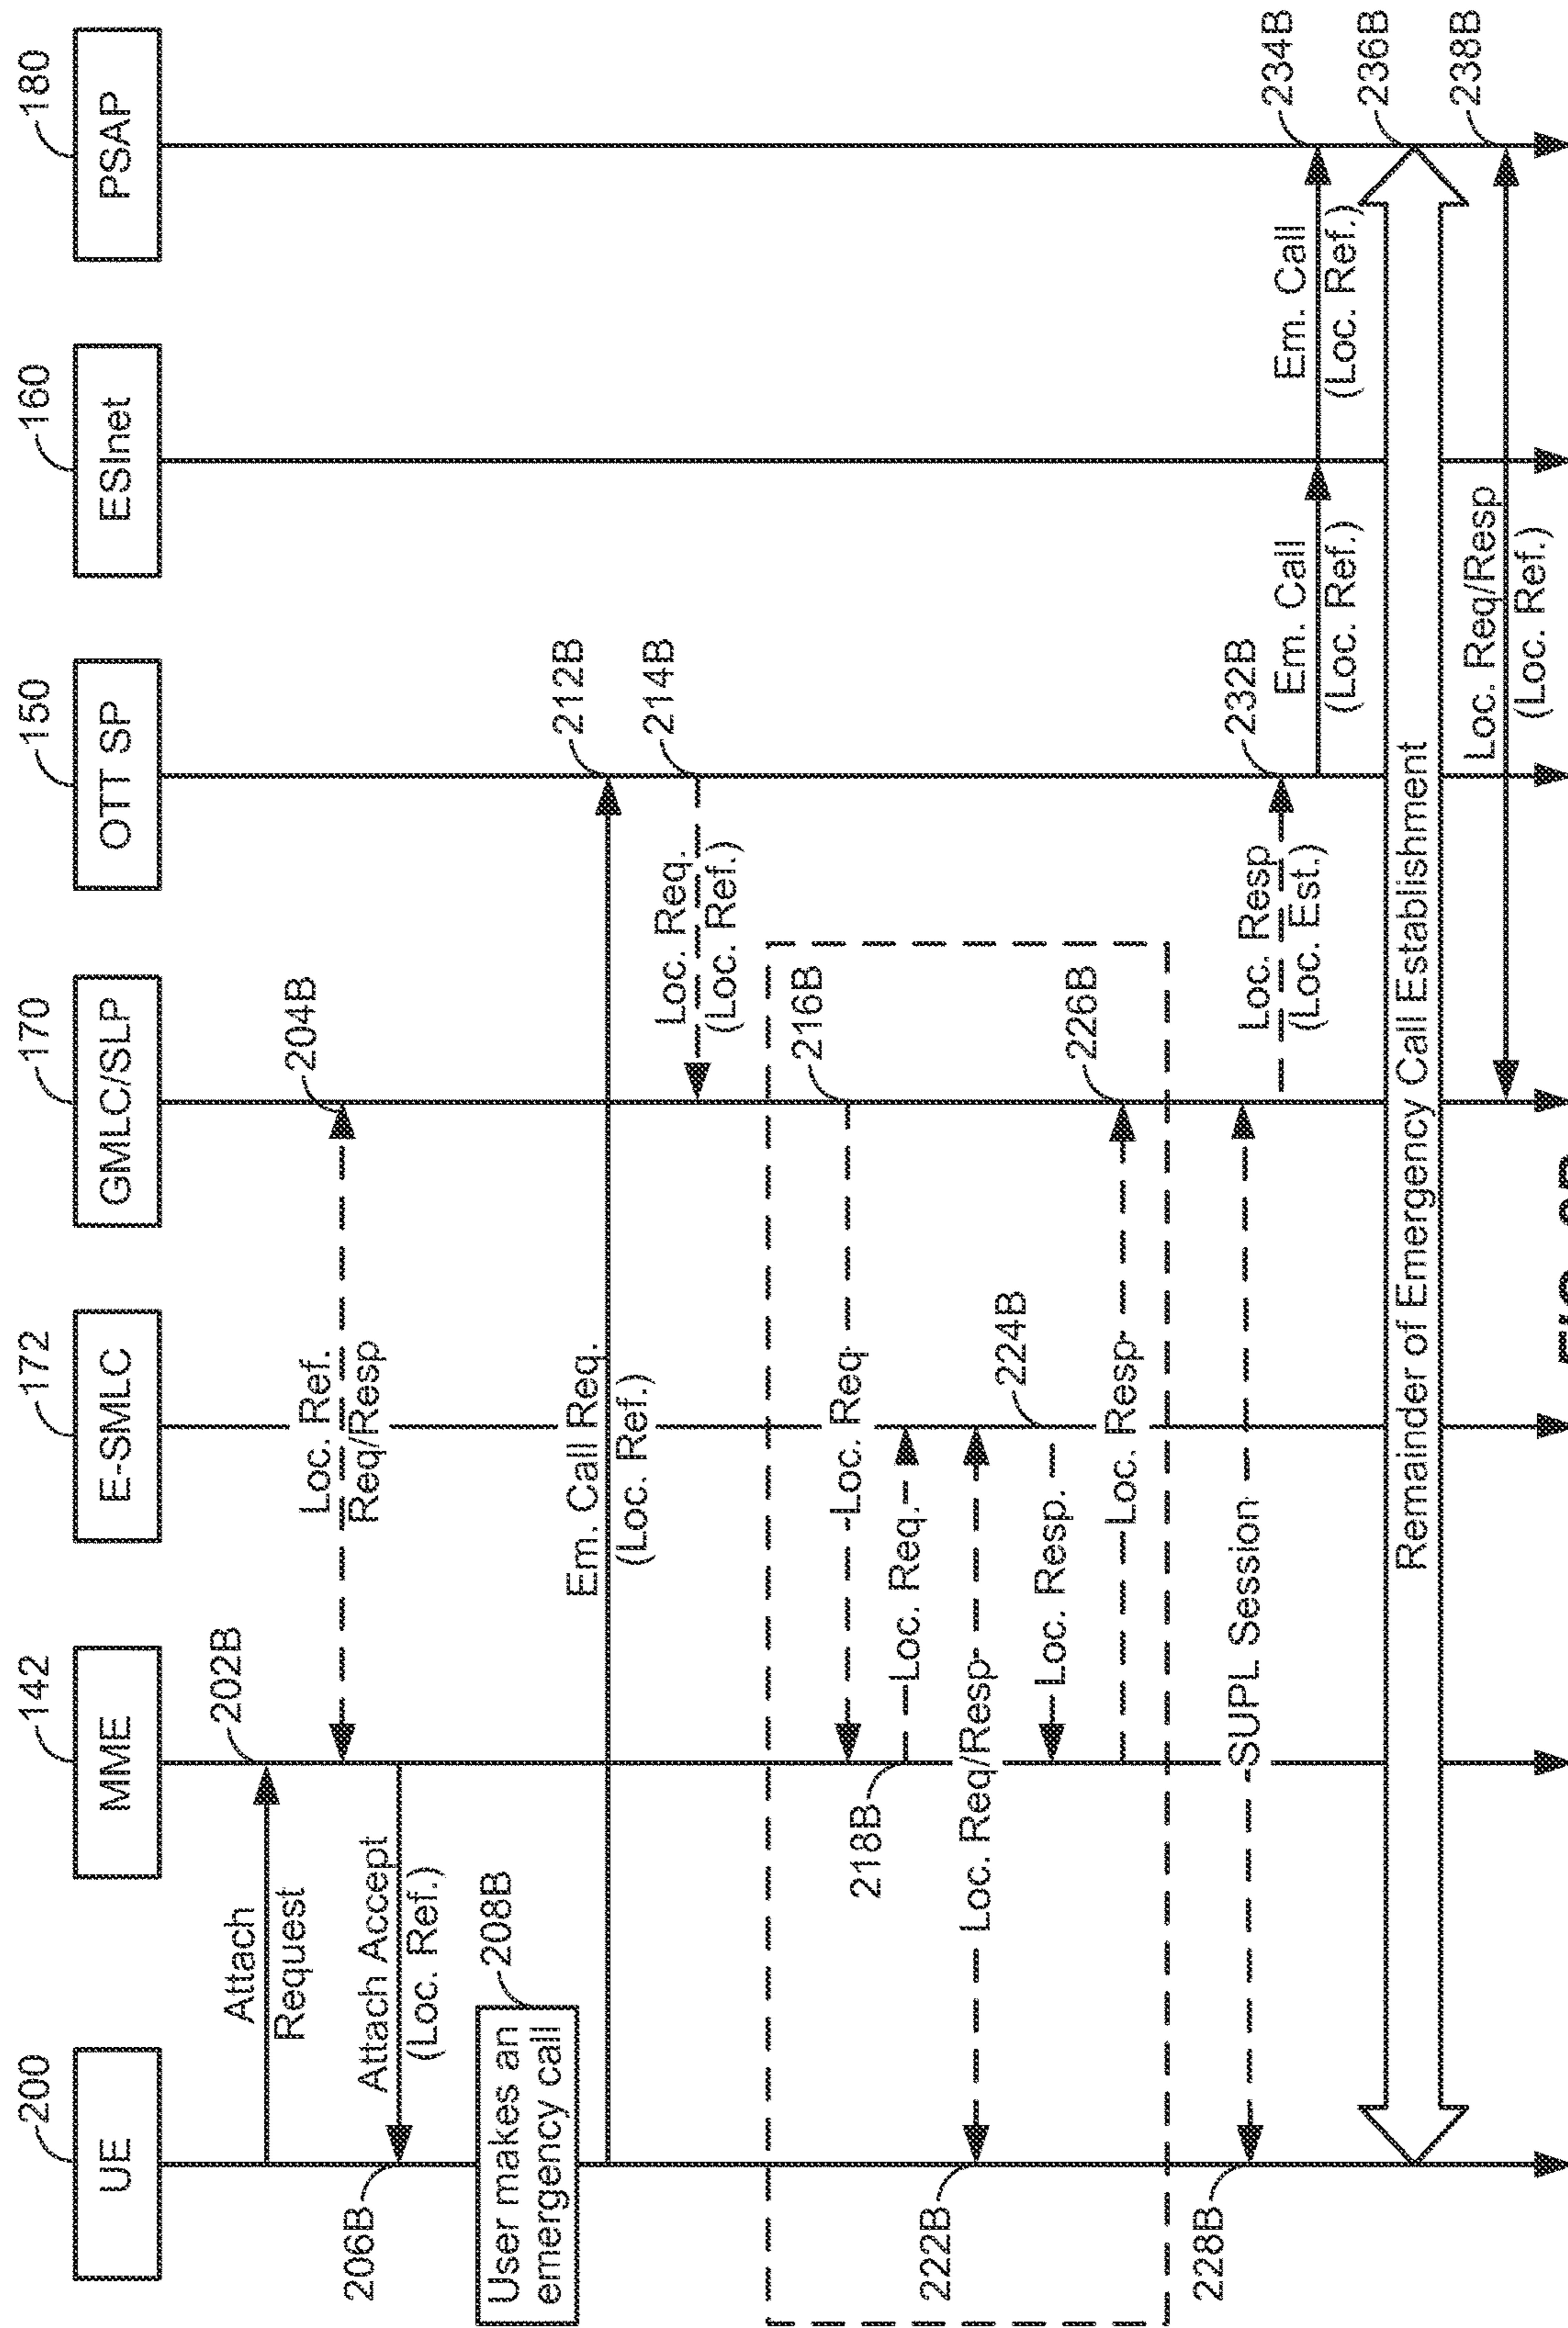 200
UE
142
MME
172
E-SMLC
170
GMLC/SLP
150
OTT SP
160
ESInet
180
PSAP
Attach
Request
202B
204B
Loc. Ref.
Req/Resp
Attach Accept
(Loc. Ref.)
206B
208B
User makes an
emergency call
Em. Call Req.
(Loc. Ref.)
212B
214B
Loc. Req.
(Loc. Ref.)
216B
Loc. Req
218B
Loc. Req.
222B
Loc. Req/Resp
224B
Loc. Resp.
226B
Loc. Resp
228B
SUPL Session
232B
Loc. Resp
(Loc. Est.)
234B
Em. Call
(Loc. Ref.)
Em. Call
(Loc. Ref.)
236B
Remainder of Emergency Call Establishment
238B
Loc. Req/Resp
(Loc. Ref.)